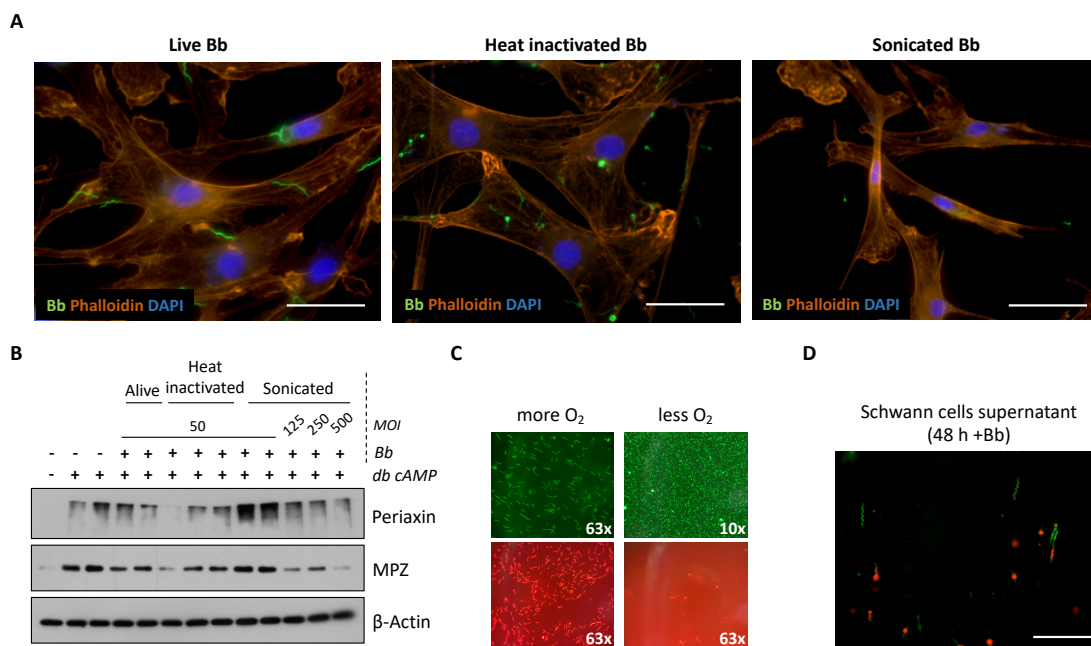 A
Live Bb
Heat inactivated Bb
Sonicated Bb
Bb Phalloidin DAPI
Bb Phalloidin DAPI
Bb Phalloidin DAPI
B
Heat
Alive inactivated Sonicated
50 125 250 500 MOI
- - - + + + + + + + + + + Bb
- + + + + + + + + + + + + db cAMP
Periaxin
MPZ
β-Actin
C
more O₂ less O₂
63x 10x
63x 63x
D
Schwann cells supernatant
(48 h +Bb)